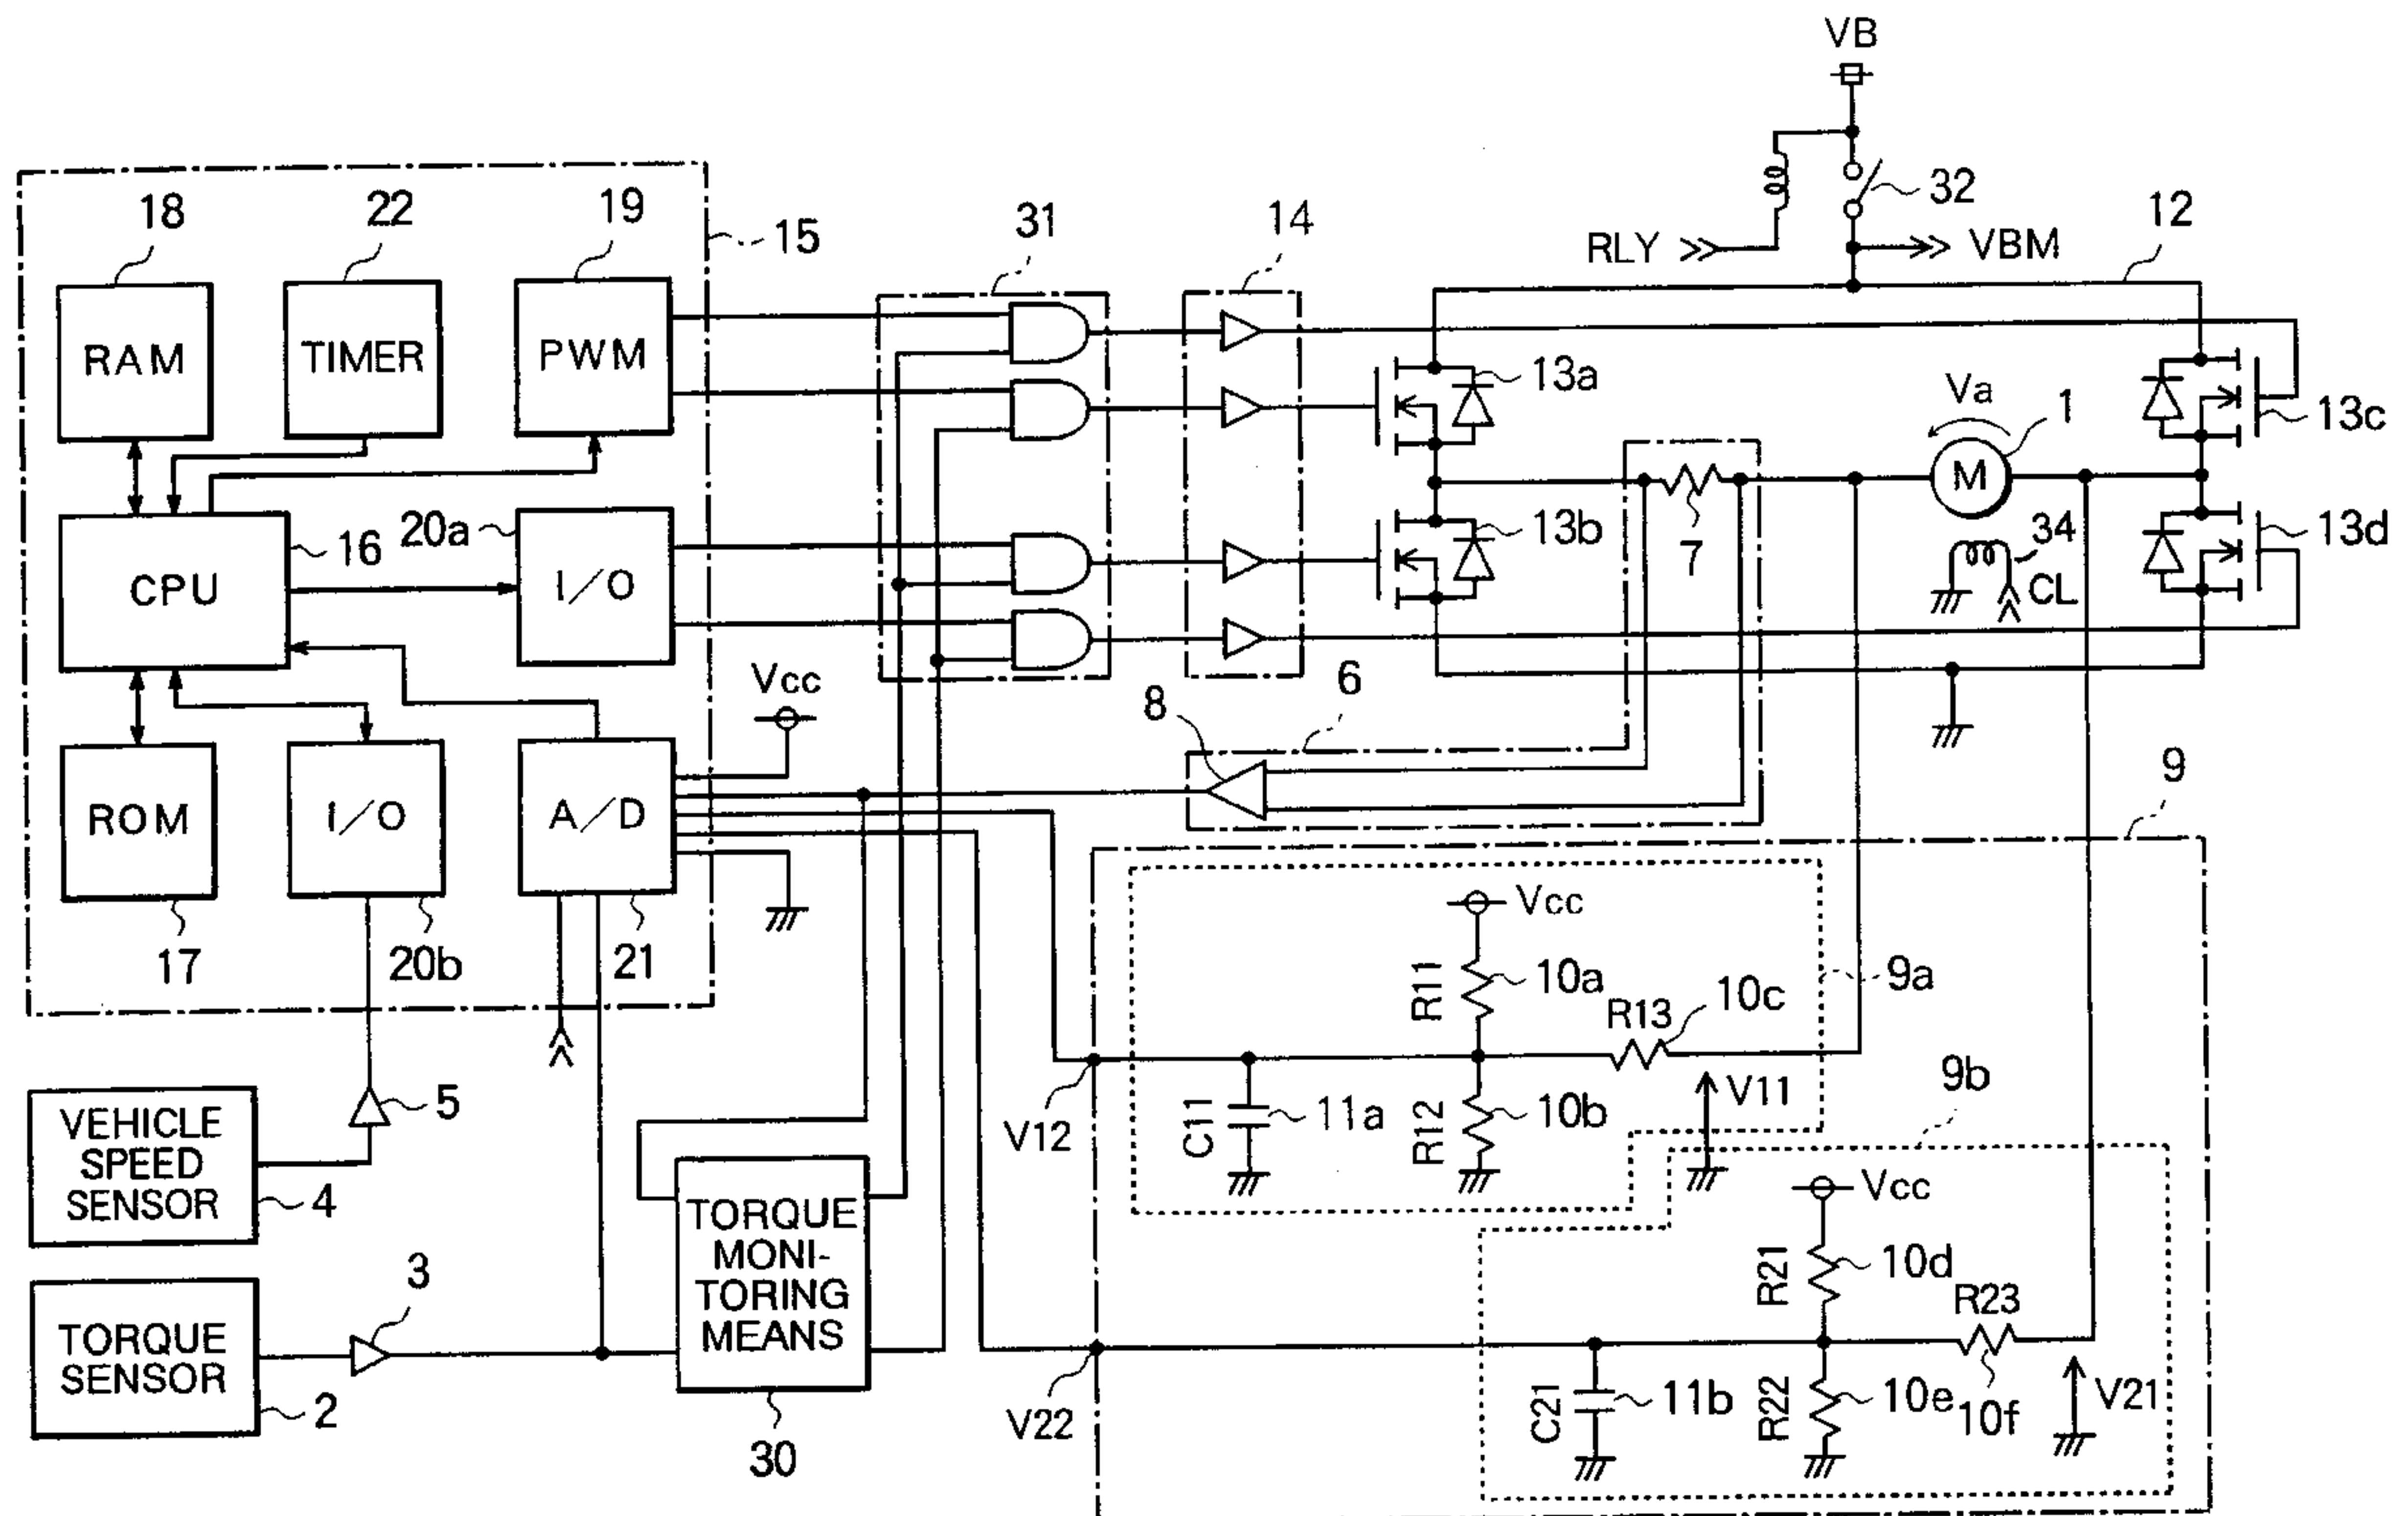 VB
32
RLY
VBM
12
18
22
19
15
31
14
RAM
TIMER
PWM
13a
Va
1
13c
M
16
20a
CPU
I/O
13b
7
34
CL
13d
Vcc
8
6
9
ROM
I/O
A/D
17
20b
21
Vcc
R11
10a
9a
R13
10c
V12
C11
11a
R12
10b
V11
9b
VEHICLE
SPEED
SENSOR
4
5
TORQUE
SENSOR
2
3
TORQUE
MONI-
TORING
MEANS
30
Vcc
R21
10d
R23
V22
C21
11b
R22
10e
10f
V21